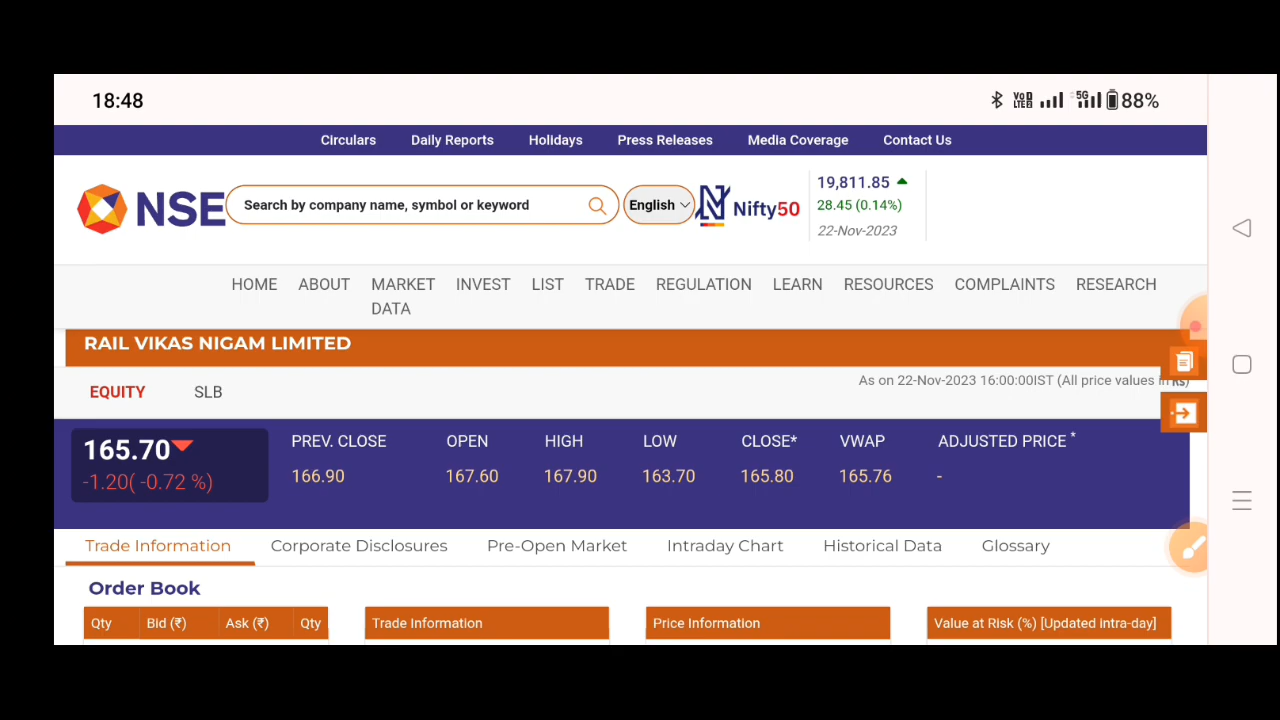 18:48
VoD LTE2 5G 88%
Circulars Daily Reports Holidays Press Releases Media Coverage Contact Us
NSE Search by company name, symbol or keyword English Nifty50 19,811.85
28.45 (0.14%)
22-Nov-2023
HOME ABOUT MARKET DATA INVEST LIST TRADE REGULATION LEARN RESOURCES COMPLAINTS RESEARCH
RAIL VIKAS NIGAM LIMITED
As on 22-Nov-2023 16:00:00IST (All price values in Rs)
EQUITY SLB
165.70 PREV. CLOSE OPEN HIGH LOW CLOSE* VWAP ADJUSTED PRICE *
-1.20( -0.72 %) 166.90 167.60 167.90 163.70 165.80 165.76 -
Trade Information Corporate Disclosures Pre-Open Market Intraday Chart Historical Data Glossary
Order Book
Qty Bid (₹) Ask (₹) Qty Trade Information Price Information Value at Risk (%) [Updated intra-day]